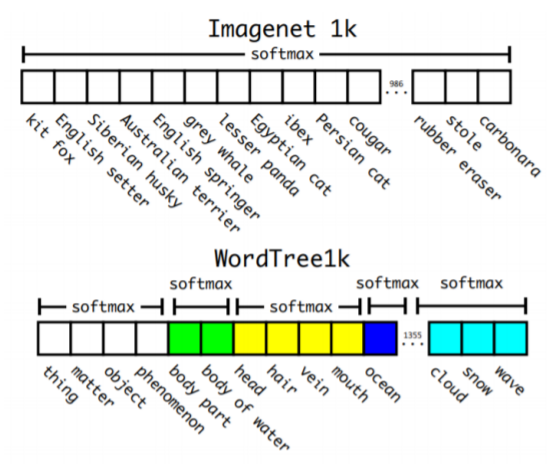 Imagenet 1k
softmax
986
...
kit fox
English setter
Siberian husky
Australian terrier
English springer
grey whale
lesser panda
Egyptian cat
ibex
Persian cat
cougar
rubber eraser
stole
carbonara
WordTree1k
softmax
softmax
softmax
softmax
softmax
1355
...
thing
matter
object
phenomenon
body part
body of water
head
hair
vein
mouth
ocean
cloud
snow
wave